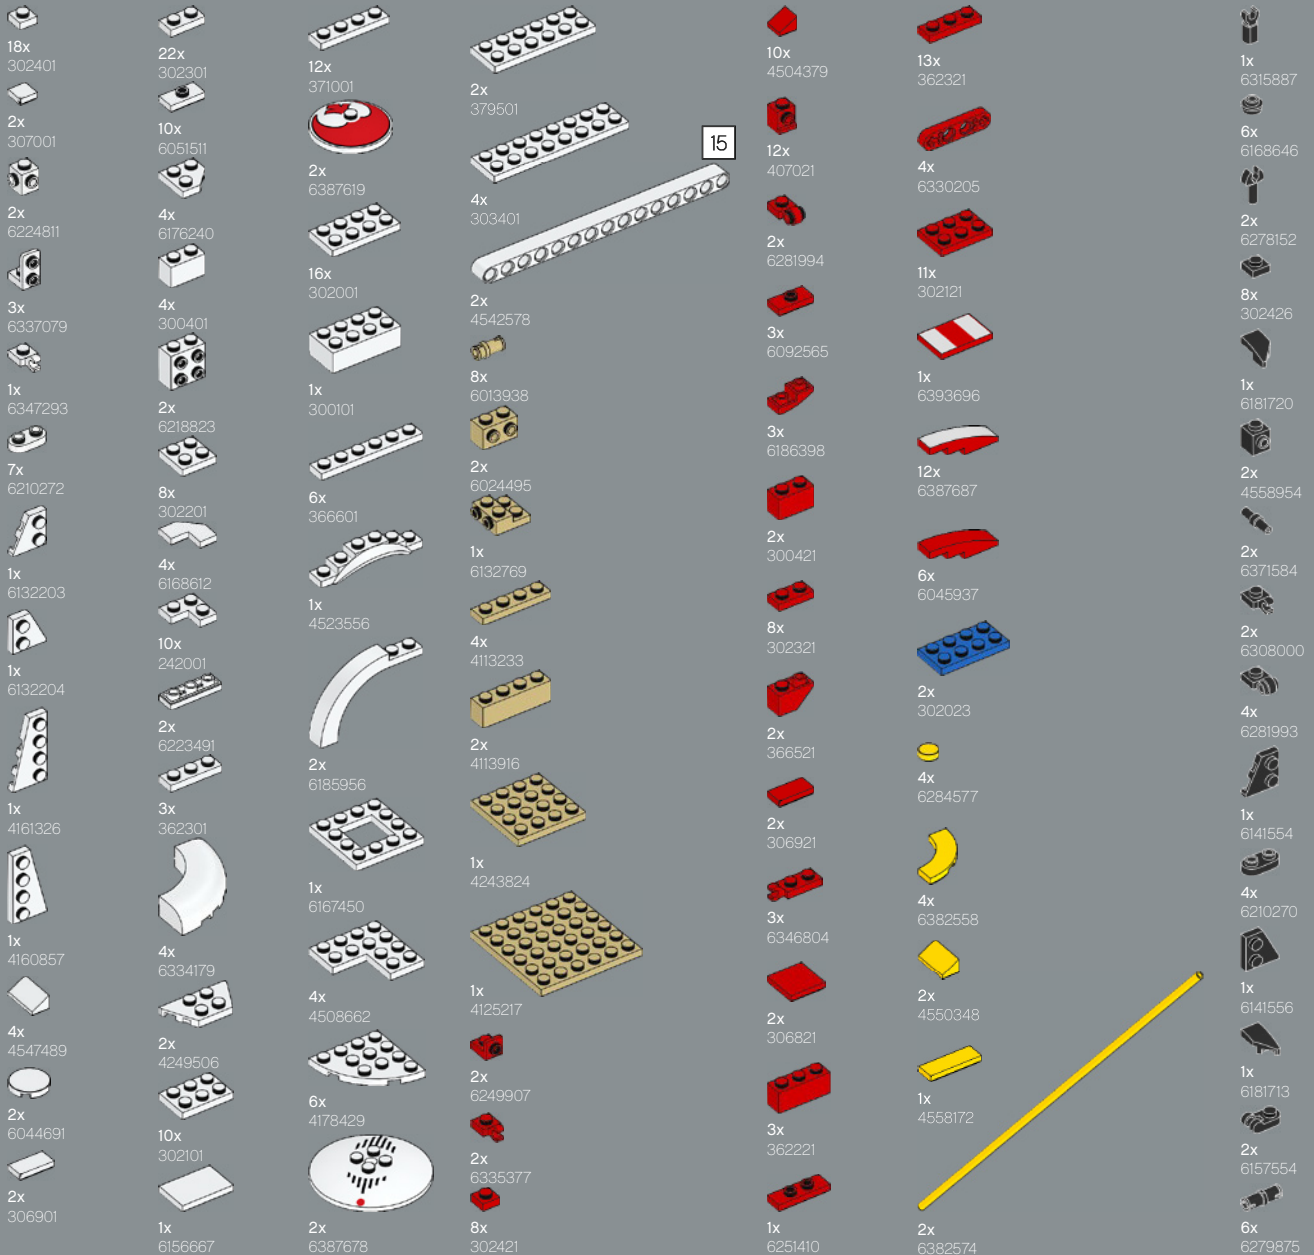 18x
302401
2x
307001
2x
6224811
3x
6337079
1x
6347293
7x
6210272
1x
6132203
1x
6132204
1x
4161326
1x
4160857
4x
4547489
2x
6044691
2x
306901
22x
302301
10x
6051511
4x
6176240
4x
300401
2x
6218823
8x
302201
4x
6168612
10x
242001
2x
6223491
3x
362301
4x
6334179
2x
4249506
10x
302101
1x
6156667
12x
371001
2x
6387619
16x
302001
1x
300101
6x
366601
1x
4523556
2x
6185956
1x
6167450
4x
4508662
6x
4178429
2x
6387678
2x
379501
4x
303401
15
2x
4542578
8x
6013938
2x
6024495
1x
6132769
4x
4113233
2x
4113916
1x
4243824
1x
4125217
2x
6249907
2x
6335377
8x
302421
10x
4504379
12x
407021
2x
6281994
3x
6092565
3x
6186398
2x
300421
8x
302321
2x
366521
2x
306921
3x
6346804
2x
306821
3x
362221
1x
6251410
13x
362321
4x
6330205
11x
302121
1x
6393696
12x
6387687
6x
6045937
2x
302023
4x
6284577
4x
6382558
2x
4550348
1x
4558172
2x
6382574
1x
6315887
6x
6168646
2x
6278152
8x
302426
1x
6181720
2x
4558954
2x
6371584
2x
6308000
4x
6281993
1x
6141554
4x
6210270
1x
6141556
1x
6181713
2x
6157554
6x
6279875